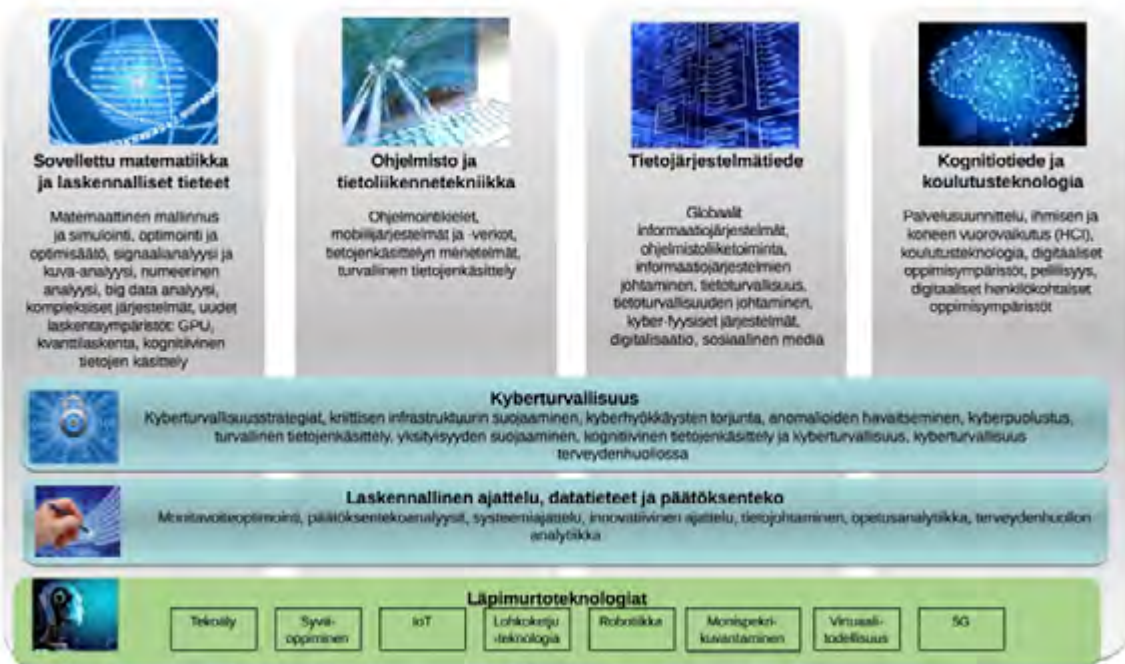 Sovellettu matematiikka
ja laskennalliset tieteet
Matemaattinen mallinnus
ja simulointi, optimointi ja
optimisäätö, signaalianalyysi ja
kuva-analyysi, numeerinen
analyysi, big data analyysi,
kompleksiset järjestelmät, uudet
laskentaympäristöt: GPU,
kvanttilaskenta, kognitiivinen
tietojen käsittely
Ohjelmisto ja
tietoliikennetekniikka
Ohjelmointikielet,
mobiilijärjestelmät ja -verkot,
tietojenkäsittelyn menetelmät,
turvallinen tietojenkäsittely
Tietojärjestelmätiede
Globaalit
informaatiojärjestelmät,
ohjelmistoliiketoiminta,
informaatiojärjestelmien
johtaminen, tietoturvallisuus,
tietoturvallisuuden johtaminen,
kyber-fyysiset järjestelmät,
digitalisaatio, sosiaalinen media
Kognitiotiede ja
koulutusteknologia
Palvelusuunnittelu, ihmisen ja
koneen vuorovaikutus (HCI),
koulutusteknologia, digitaaliset
oppimisympäristöt, pelillisyys,
digitaaliset henkilökohtaiset
oppimisympäristöt
Kyberturvallisuus
Kyberturvallisuusstrategiat, kriittisen infrastruktuurin suojaaminen, kyberhyökkäysten torjunta, anomalioiden havaitseminen, kyberpuolustus,
turvallinen tietojenkäsittely, yksityisyyden suojaaminen, kognitiivinen tietojenkäsittely ja kyberturvallisuus, kyberturvallisuus
terveydenhuollossa
Laskennallinen ajattelu, datatieteet ja päätöksenteko
Monitavoiteoptimointi, päätöksentekoanalyysit, systeemiajattelu, innovatiivinen ajattelu, tietojohtaminen, opetusanalytiikka, terveydenhuollon
analytiikka
Läpimurtoteknologiat
Tekoäly
Syvä-
oppiminen
IoT
Lohkoketju
-teknologia
Robotiikka
Monispekri-
kuvantaminen
Virtuaali-
todellisuus
5G